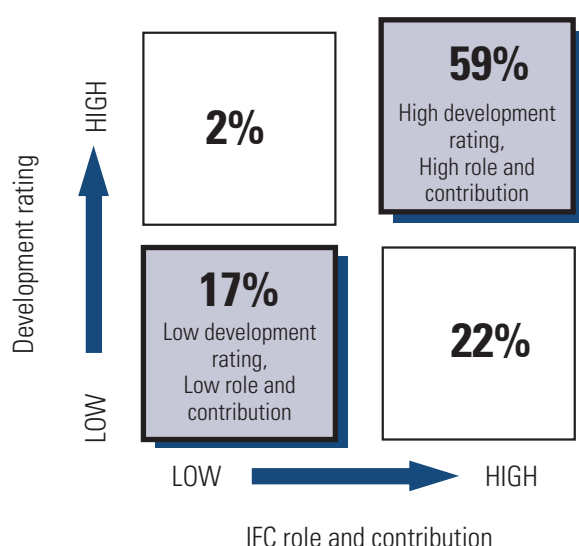 59%
High development
rating,
High role and
contribution
2%
HIGH
Development rating
17%
Low development
rating,
Low role and
contribution
22%
LOW
LOW
HIGH
IFC role and contribution